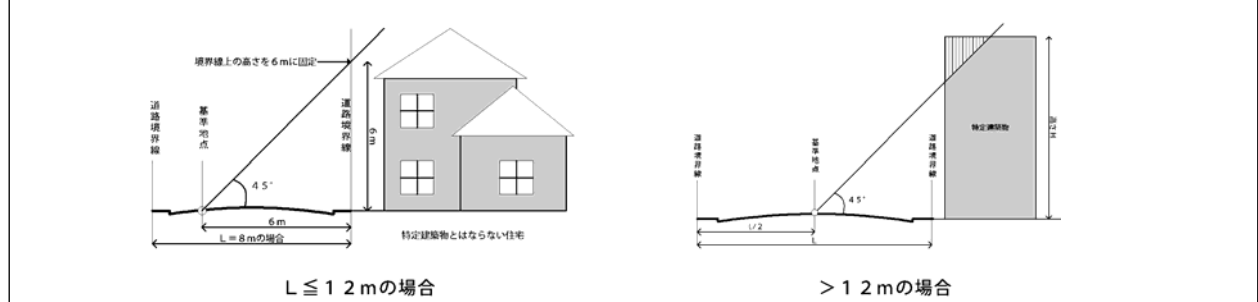 境界線上の高さを6mに固定
道路境界線
基準地点
道路境界線
6m
45°
6m
L=8mの場合
特定建築物とはならない住宅
L≦12mの場合
道路境界線
基準地点
道路境界線
特定建築物
高さH
45°
L/2
L
>12mの場合